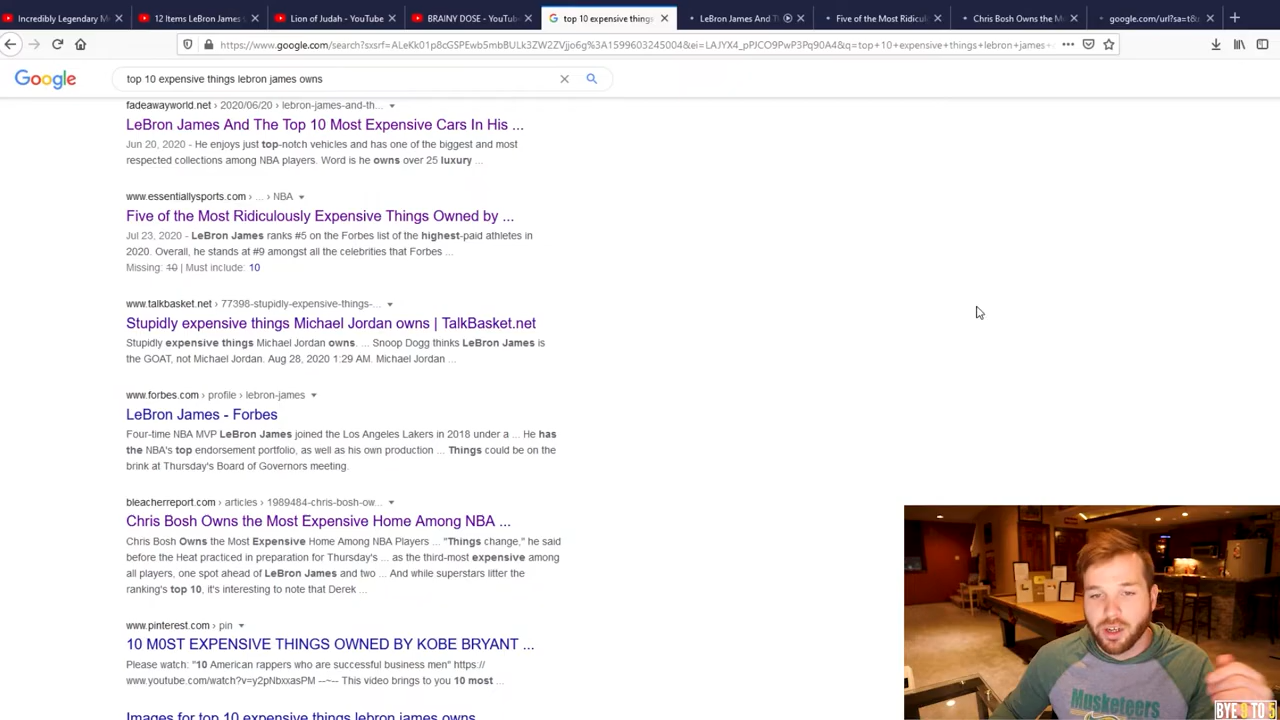 Incredibly Legendary M
12 Items LeBron James
Lion of Judah - YouTube
BRAINY DOSE - YouTube
top 10 expensive things
LeBron James And T
Five of the Most Ridicul
Chris Bosh Owns the M
google.com/url?sa=t&
https://www.google.com/search?sxsrf=ALeKk01p8cGSPEwb5mbBULk3ZW2ZVjjo6g%3A1599603245004&ei=LAJYX4_pPJCO9PwP3Pq90A4&q=top+10+expensive+things+lebron+james
Google
top 10 expensive things lebron james owns
fadeawayworld.net › 2020/06/20 › lebron-james-and-th...
LeBron James And The Top 10 Most Expensive Cars In His ...
Jun 20, 2020 - He enjoys just top-notch vehicles and has one of the biggest and most
respected collections among NBA players. Word is he owns over 25 luxury ...
www.essentiallysports.com › ... › NBA
Five of the Most Ridiculously Expensive Things Owned by ...
Jul 23, 2020 - LeBron James ranks #5 on the Forbes list of the highest-paid athletes in
2020. Overall, he stands at #9 amongst all the celebrities that Forbes ...
Missing: 10 | Must include: 10
www.talkbasket.net › 77398-stupidly-expensive-things-...
Stupidly expensive things Michael Jordan owns | TalkBasket.net
Stupidly expensive things Michael Jordan owns. ... Snoop Dogg thinks LeBron James is
the GOAT, not Michael Jordan. Aug 28, 2020 1:29 AM. Michael Jordan ...
www.forbes.com › profile › lebron-james
LeBron James - Forbes
Four-time NBA MVP LeBron James joined the Los Angeles Lakers in 2018 under a ... He has
the NBA's top endorsement portfolio, as well as his own production ... Things could be on the
brink at Thursday's Board of Governors meeting.
bleacherreport.com › articles › 1989484-chris-bosh-ow...
Chris Bosh Owns the Most Expensive Home Among NBA ...
Chris Bosh Owns the Most Expensive Home Among NBA Players ... "Things change," he said
before the Heat practiced in preparation for Thursday's ... as the third-most expensive among
all players, one spot ahead of LeBron James and two ... And while superstars litter the
ranking's top 10, it's interesting to note that Derek ...
www.pinterest.com › pin
10 M0ST EXPENSIVE THINGS OWNED BY KOBE BRYANT ...
Please watch: "10 American rappers who are successful business men" https://
www.youtube.com/watch?v=y2pNbxxasPM --~-- This video brings to you 10 most ...
Images for top 10 expensive things lebron james owns
Musketeers
BYE 9 TO 5